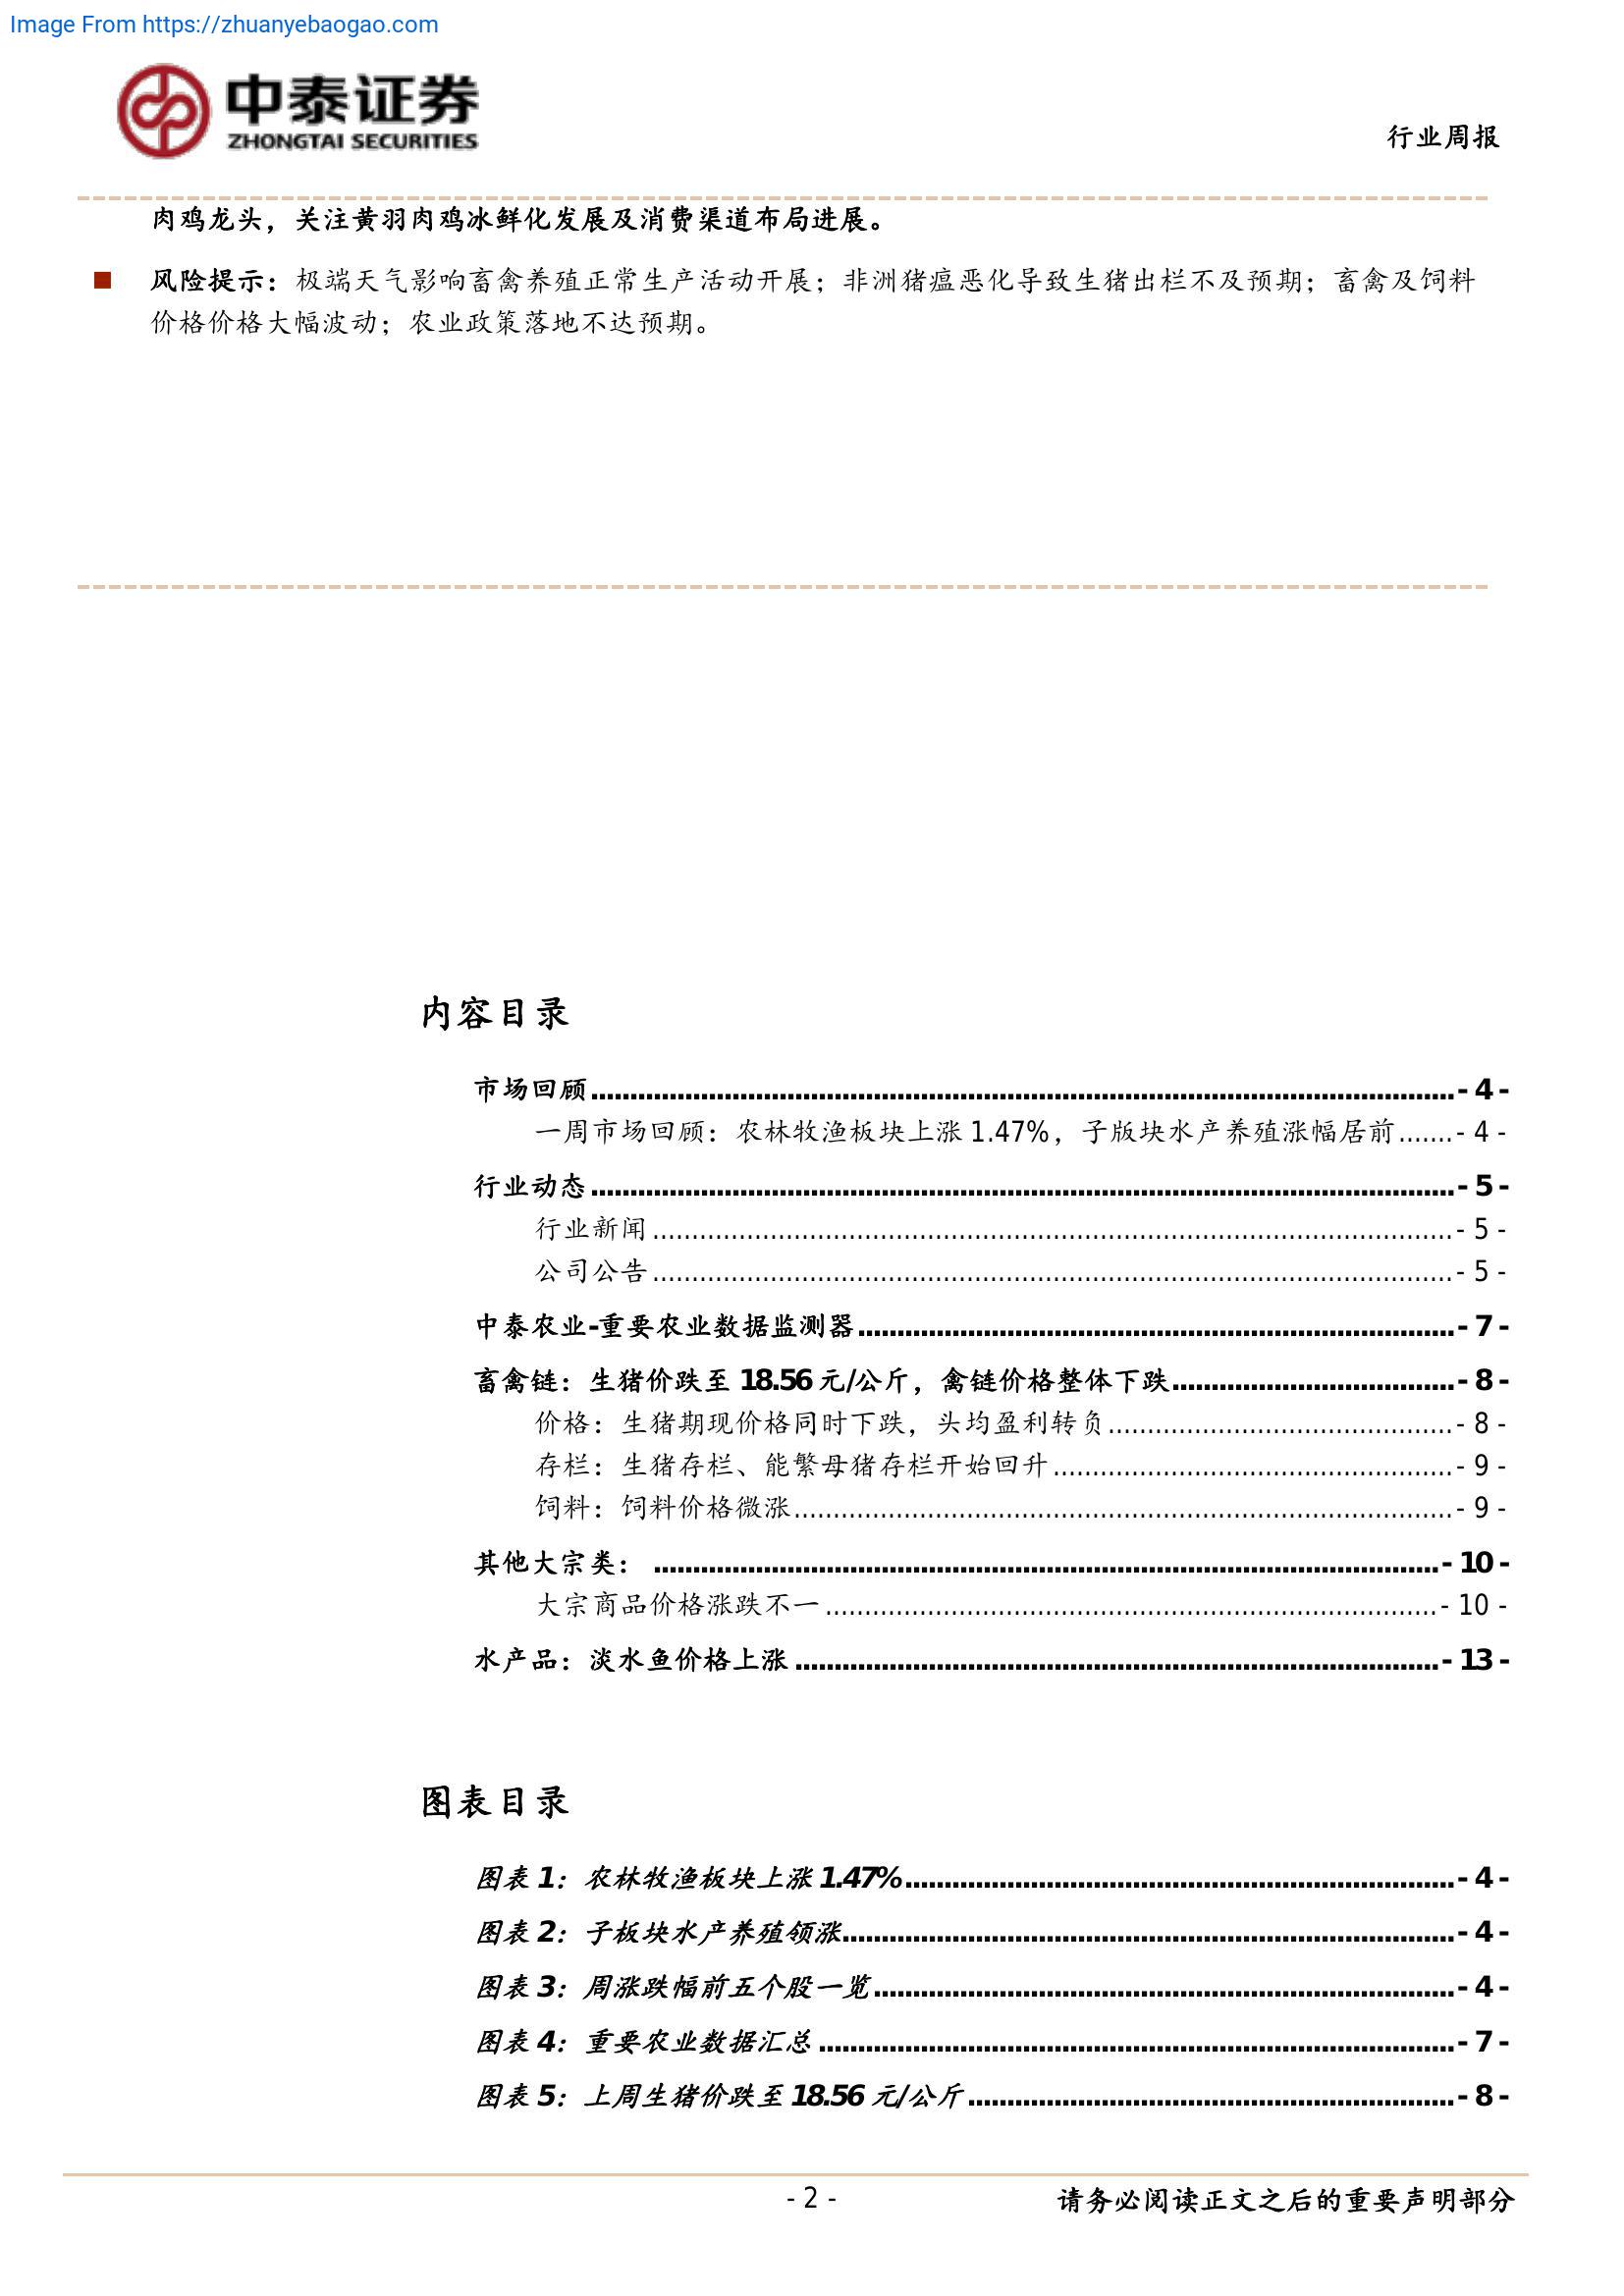 Image From https://zhuanyebaogao.com
中泰证券
ZHONGTAI SECURITIES
行业周报
肉鸡龙头，关注黄羽肉鸡冰鲜化发展及消费渠道布局进展。
风险提示：极端天气影响畜禽养殖正常生产活动开展；非洲猪瘟恶化导致生猪出栏不及预期；畜禽及饲料
价格价格大幅波动；农业政策落地不达预期。
内容目录
市场回顾 - 4 -
一周市场回顾：农林牧渔板块上涨 1.47%，子版块水产养殖涨幅居前 - 4 -
行业动态 - 5 -
行业新闻 - 5 -
公司公告 - 5 -
中泰农业-重要农业数据监测器 - 7 -
畜禽链：生猪价跌至 18.56 元/公斤，禽链价格整体下跌 - 8 -
价格：生猪期现价格同时下跌，头均盈利转负 - 8 -
存栏：生猪存栏、能繁母猪存栏开始回升 - 9 -
饲料：饲料价格微涨 - 9 -
其他大宗类： - 10 -
大宗商品价格涨跌不一 - 10 -
水产品：淡水鱼价格上涨 - 13 -
图表目录
图表 1：农林牧渔板块上涨 1.47% - 4 -
图表 2：子板块水产养殖领涨 - 4 -
图表 3：周涨跌幅前五个股一览 - 4 -
图表 4：重要农业数据汇总 - 7 -
图表 5：上周生猪价跌至 18.56 元/公斤 - 8 -
- 2 -
请务必阅读正文之后的重要声明部分